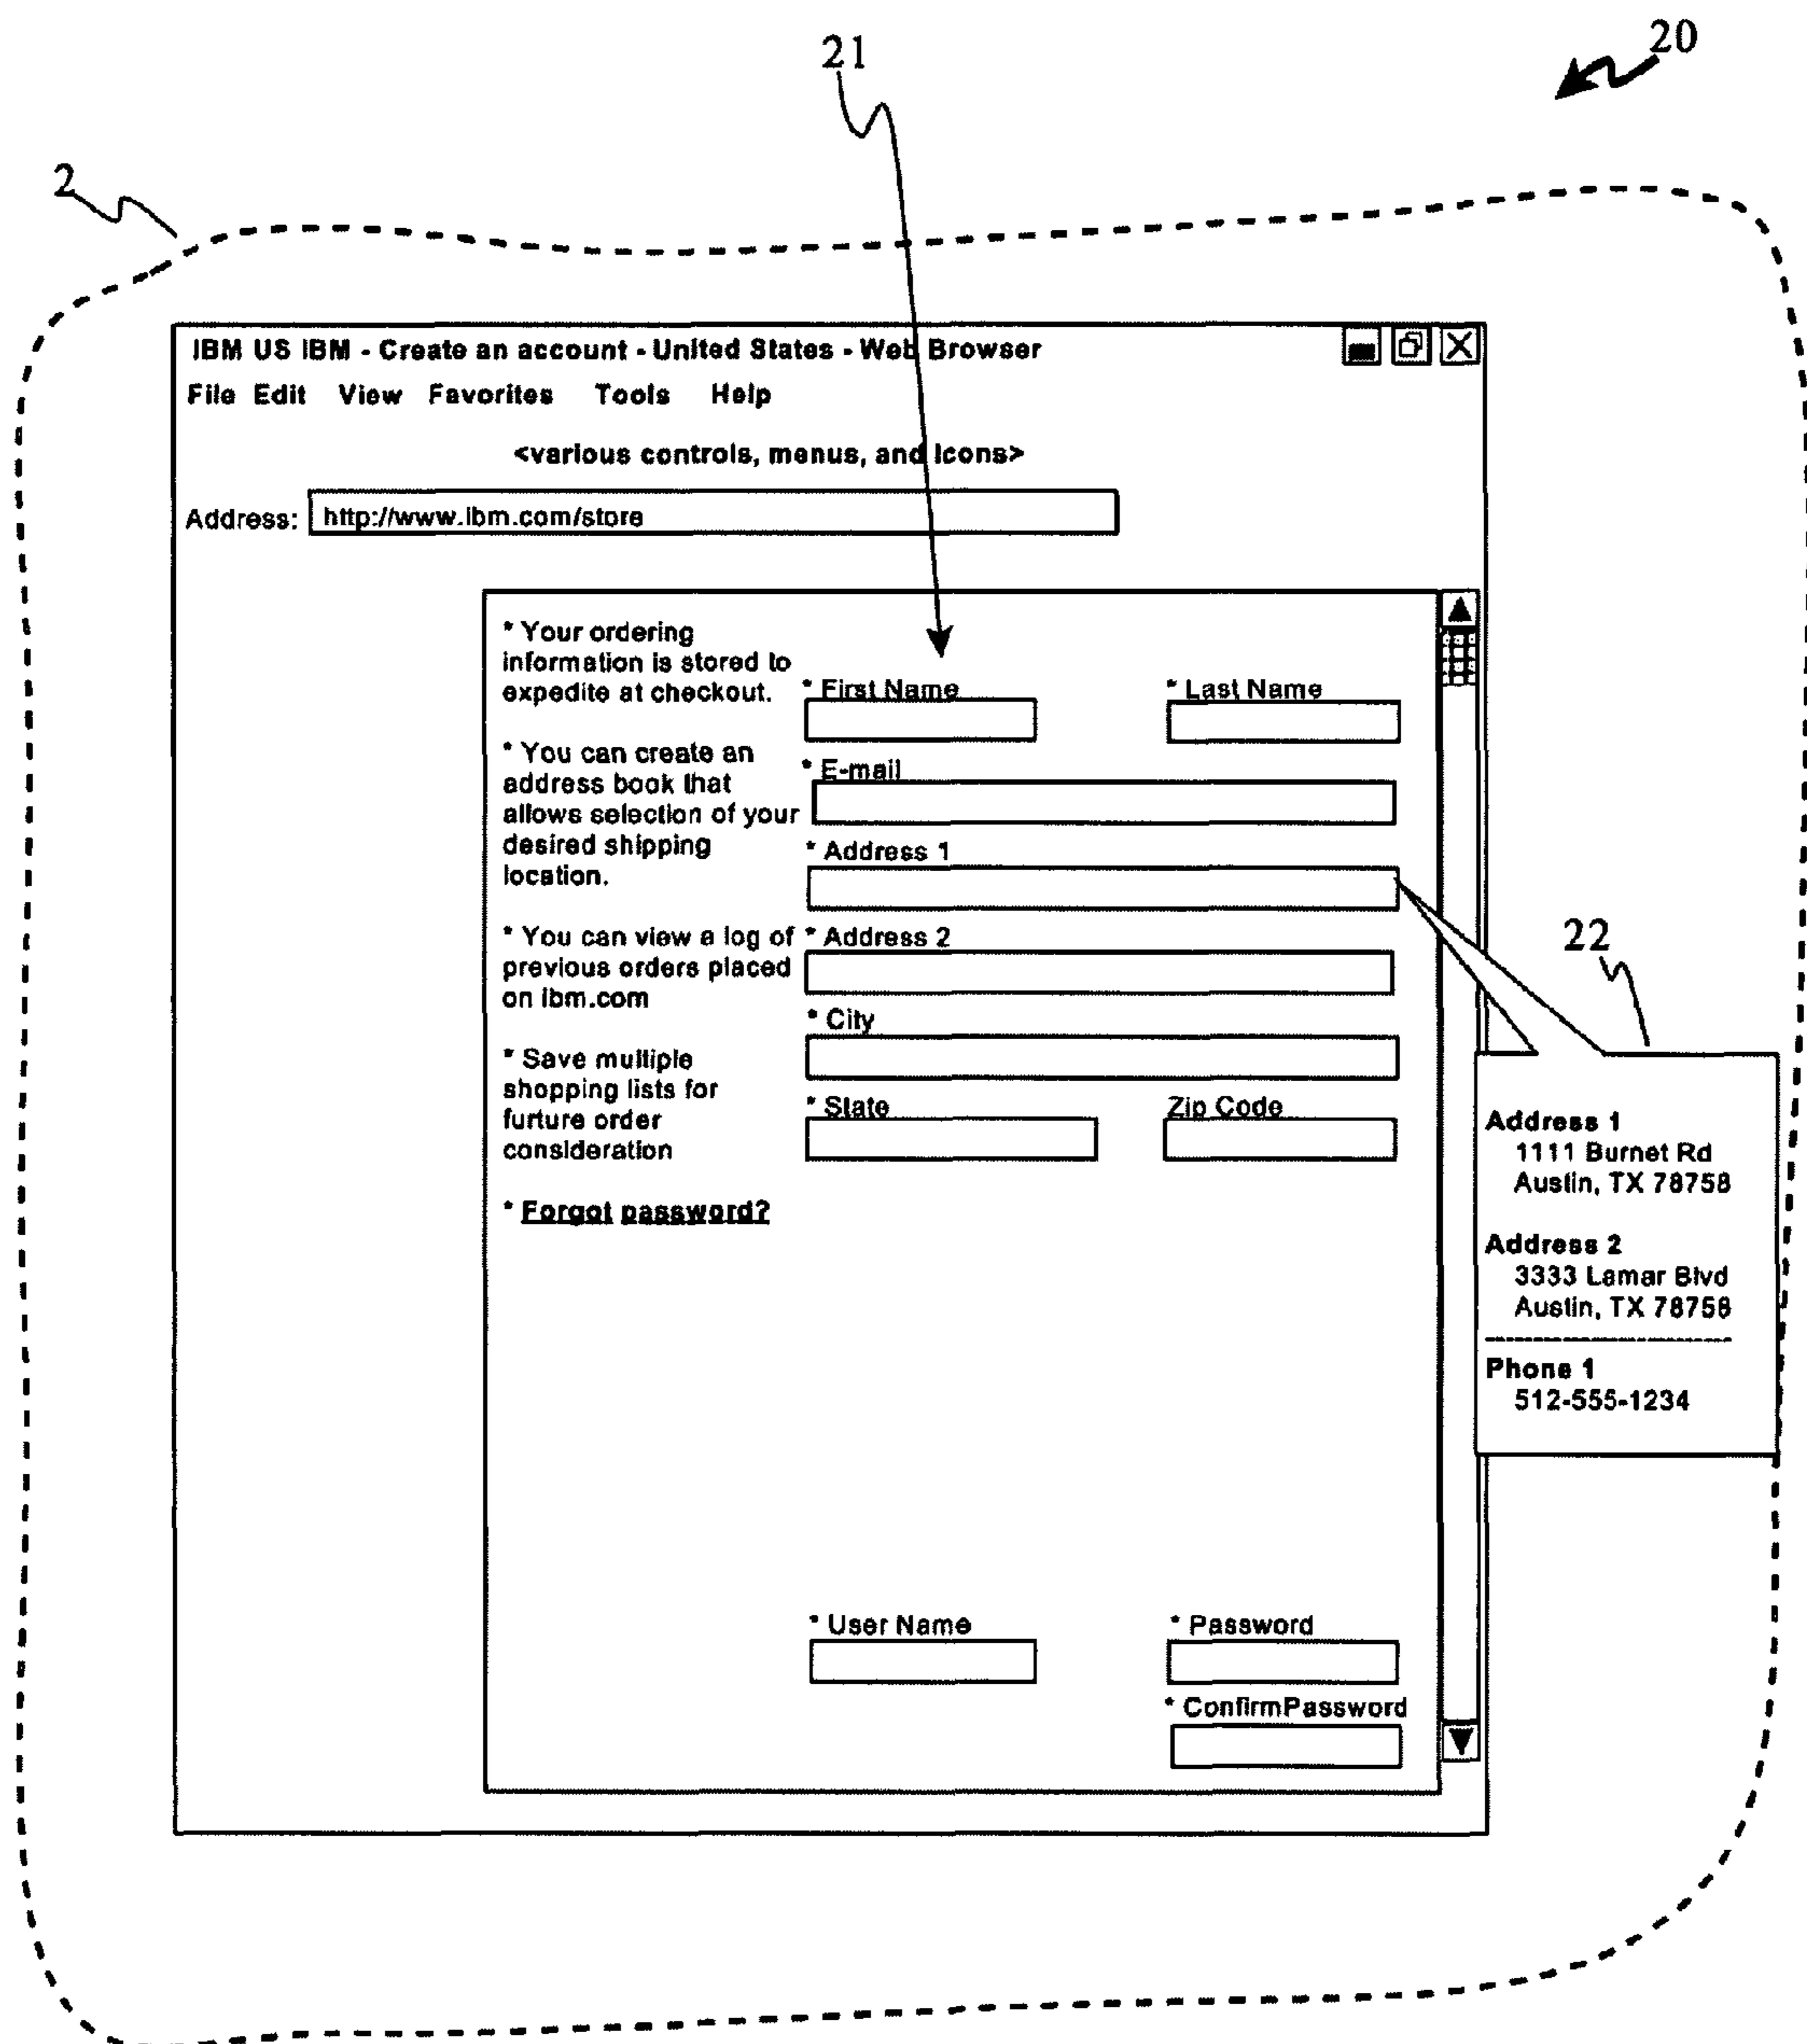 20
21
2
IBM US IBM - Create an account - United States - Web Browser
File Edit View Favorites Tools Help
<various controls, menus, and Icons>
Address: http://www.ibm.com/store
* Your ordering
information is stored to
expedite at checkout.
* You can create an
address book that
allows selection of your
desired shipping
location.
* You can view a log of
previous orders placed
on ibm.com
* Save multiple
shopping lists for
furture order
consideration
* Forgot password?
* First Name
* Last Name
* E-mail
* Address 1
* Address 2
* City
* State
Zip Code
* User Name
* Password
* ConfirmPassword
22
Address 1
1111 Burnet Rd
Austin, TX 78758
Address 2
3333 Lamar Blvd
Austin, TX 78758
Phone 1
512-555-1234